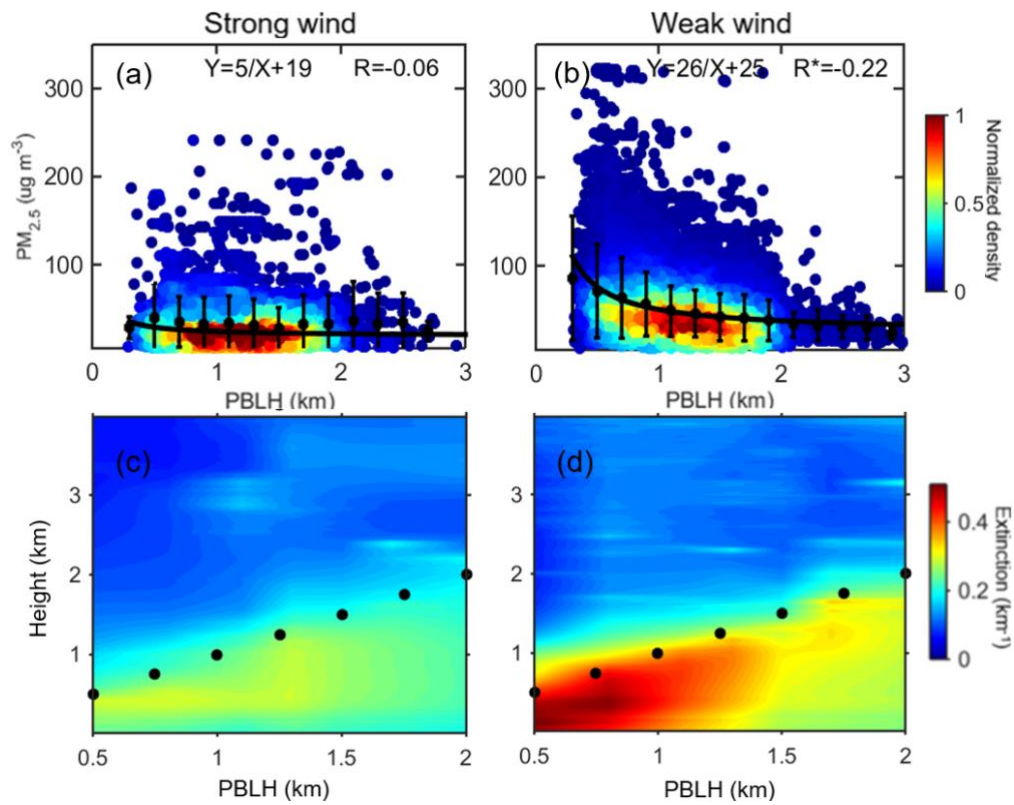 Strong wind
Weak wind
(a)
Y=5/X+19
R=-0.06
(b)
Y=26/X+25
R*=-0.22
PM2.5 (ug m-3)
300
200
100
0
1
2
3
PBLH (km)
300
200
100
0
1
2
3
PBLH (km)
1
0.5
0
Normalized density
(c)
Height (km)
3
2
1
0.5
1
1.5
2
PBLH (km)
(d)
3
2
1
0.5
1
1.5
2
PBLH (km)
0.4
0.2
0
Extinction (km-1)